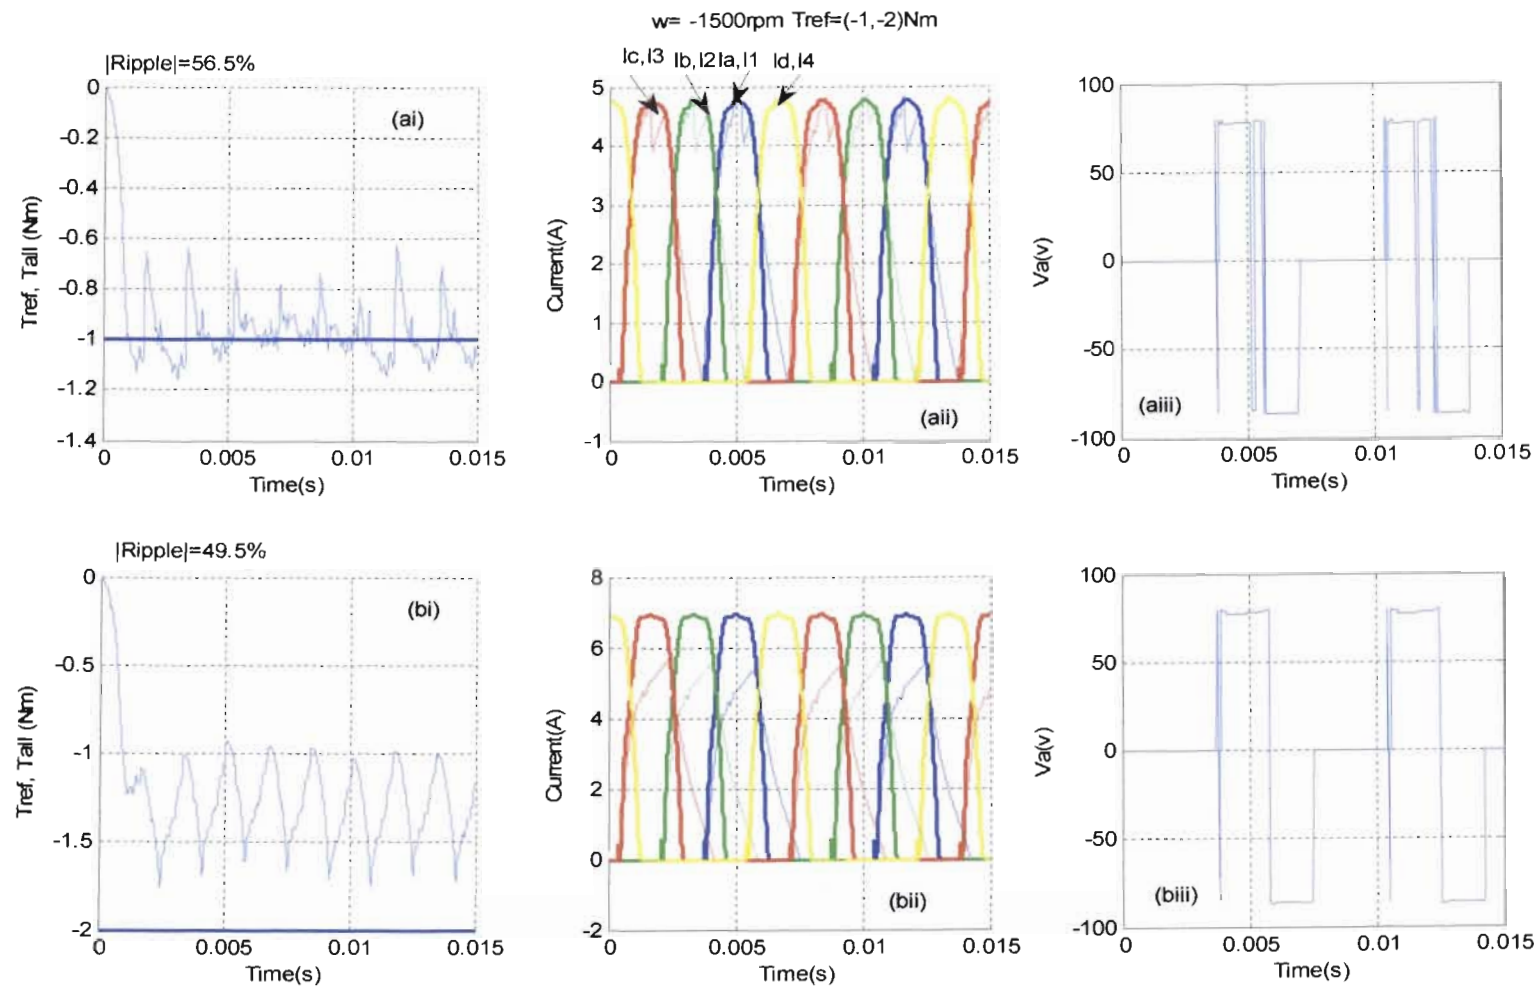 w= -1500rpm Tref=(-1,-2)Nm
|Ripple|=56.5%
0
-0.2
-0.4
-0.6
-0.8
-1
-1.2
-1.4
Tref, Tall (Nm)
(ai)
0 0.005 0.01 0.015
Time(s)
Ic,I3 Ib,I2 Ia,I1 Id,I4
5
4
3
2
1
0
-1
Current(A)
(aii)
0 0.005 0.01 0.015
Time(s)
100
50
0
-50
-100
Va(v)
(aiii)
0 0.005 0.01 0.015
Time(s)
|Ripple|=49.5%
0
-0.5
-1
-1.5
-2
Tref, Tall (Nm)
(bi)
0 0.005 0.01 0.015
Time(s)
8
6
4
2
0
-2
Current(A)
(bii)
0 0.005 0.01 0.015
Time(s)
100
50
0
-50
-100
Va(v)
(biii)
0 0.005 0.01 0.015
Time(s)